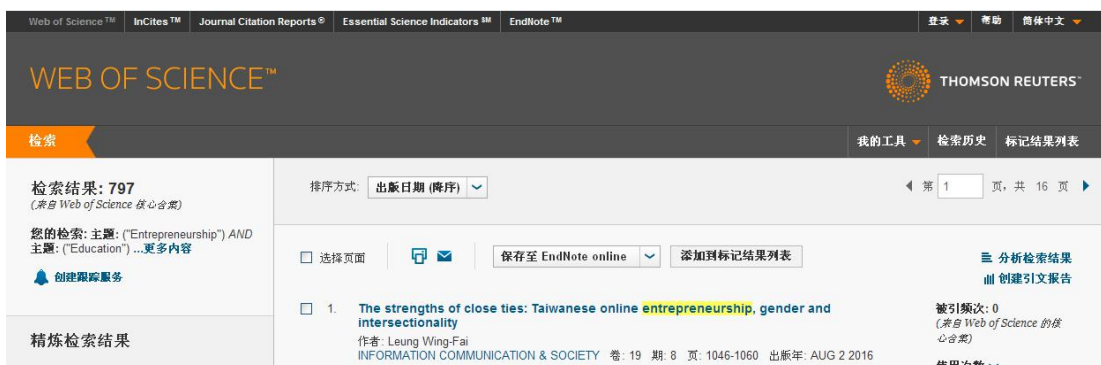 Web of Science™ InCites™ Journal Citation Reports® Essential Science Indicators℠ EndNote™ 登录 帮助 简体中文
WEB OF SCIENCE™
THOMSON REUTERS™
检索 我的工具 检索历史 标记结果列表
检索结果: 797
(来自 Web of Science 核心合集)
您的检索: 主题: ("Entrepreneurship") AND
主题: ("Education") ...更多内容
创建跟踪服务
精炼检索结果
排序方式: 出版日期 (降序)
第 1 页, 共 16 页
选择页面 保存至 EndNote online 添加到标记结果列表
分析检索结果
创建引文报告
1. The strengths of close ties: Taiwanese online entrepreneurship, gender and
intersectionality
作者: Leung Wing-Fai
INFORMATION COMMUNICATION & SOCIETY 卷: 19 期: 8 页: 1046-1060 出版年: AUG 2 2016
被引频次: 0
(来自 Web of Science 的核
心合集)